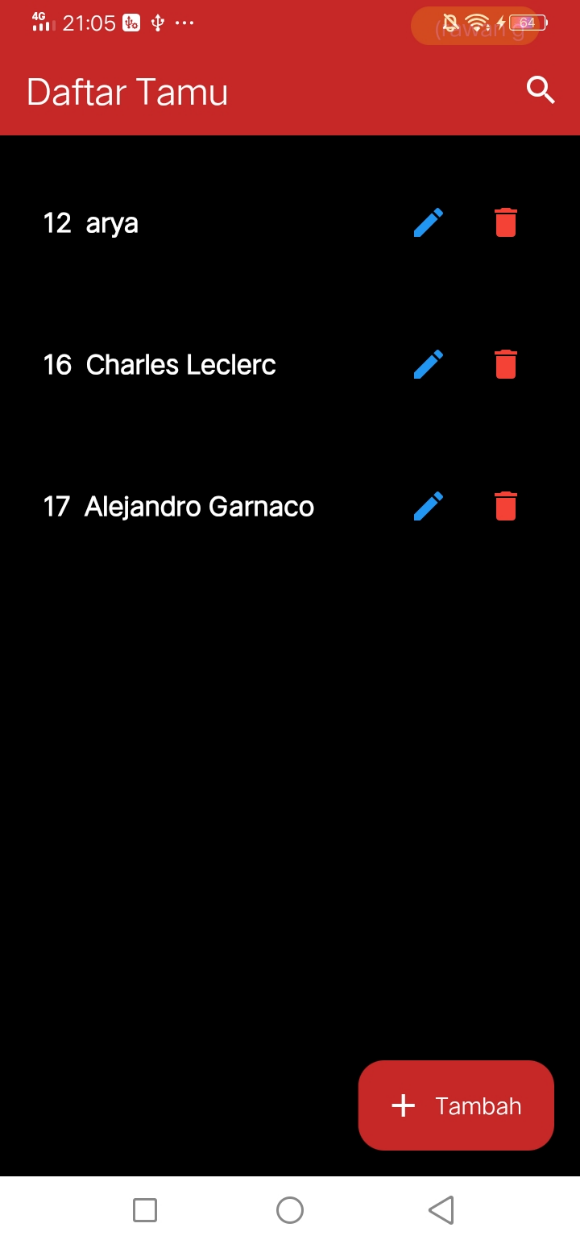 4G 21:05 64
Daftar Tamu
12 arya
16 Charles Leclerc
17 Alejandro Garnaco
Tambah